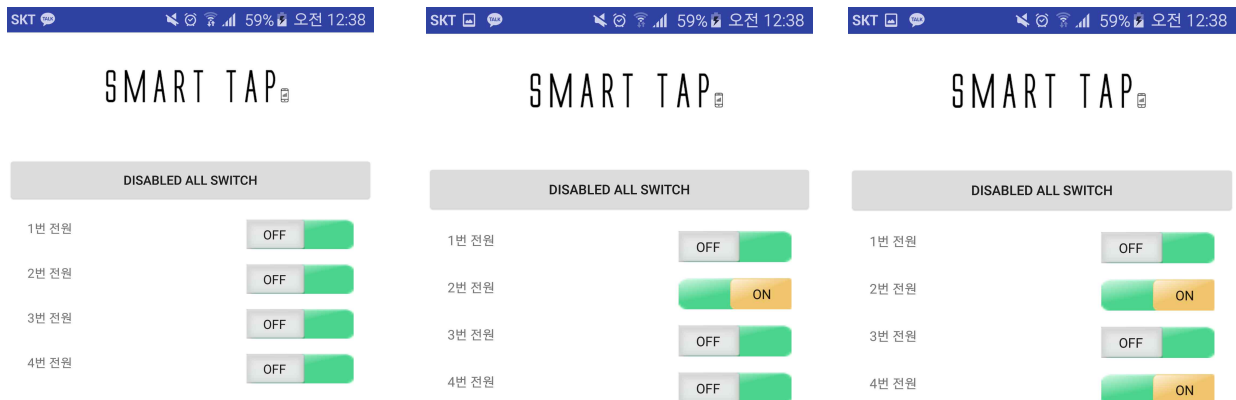 SKT TALK 59% 오전 12:38
SMART TAP
DISABLED ALL SWITCH
1번 전원 OFF
2번 전원 OFF
3번 전원 OFF
4번 전원 OFF
SKT TALK 59% 오전 12:38
SMART TAP
DISABLED ALL SWITCH
1번 전원 OFF
2번 전원 ON
3번 전원 OFF
4번 전원 OFF
SKT TALK 59% 오전 12:38
SMART TAP
DISABLED ALL SWITCH
1번 전원 OFF
2번 전원 ON
3번 전원 OFF
4번 전원 ON